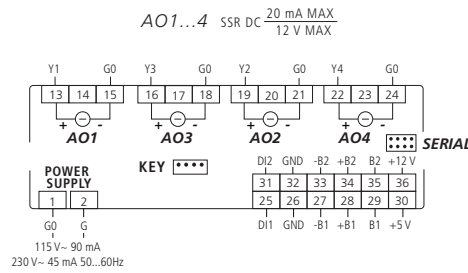 AO1...4 SSR DC 20 mA MAX
12 V MAX
Y1 G0 Y3 G0 Y2 G0 Y4 G0
13 14 15 16 17 18 19 20 21 22 23 24
+ - + - + - + -
AO1 AO3 AO2 AO4
SERIAL
KEY
DI2 GND -B2 +B2 B2 +12 V
POWER
SUPPLY
31 32 33 34 35 36
1 2 25 26 27 28 29 30
G0 G DI1 GND -B1 +B1 B1 +5 V
115 V~ 90 mA
230 V~ 45 mA 50...60Hz